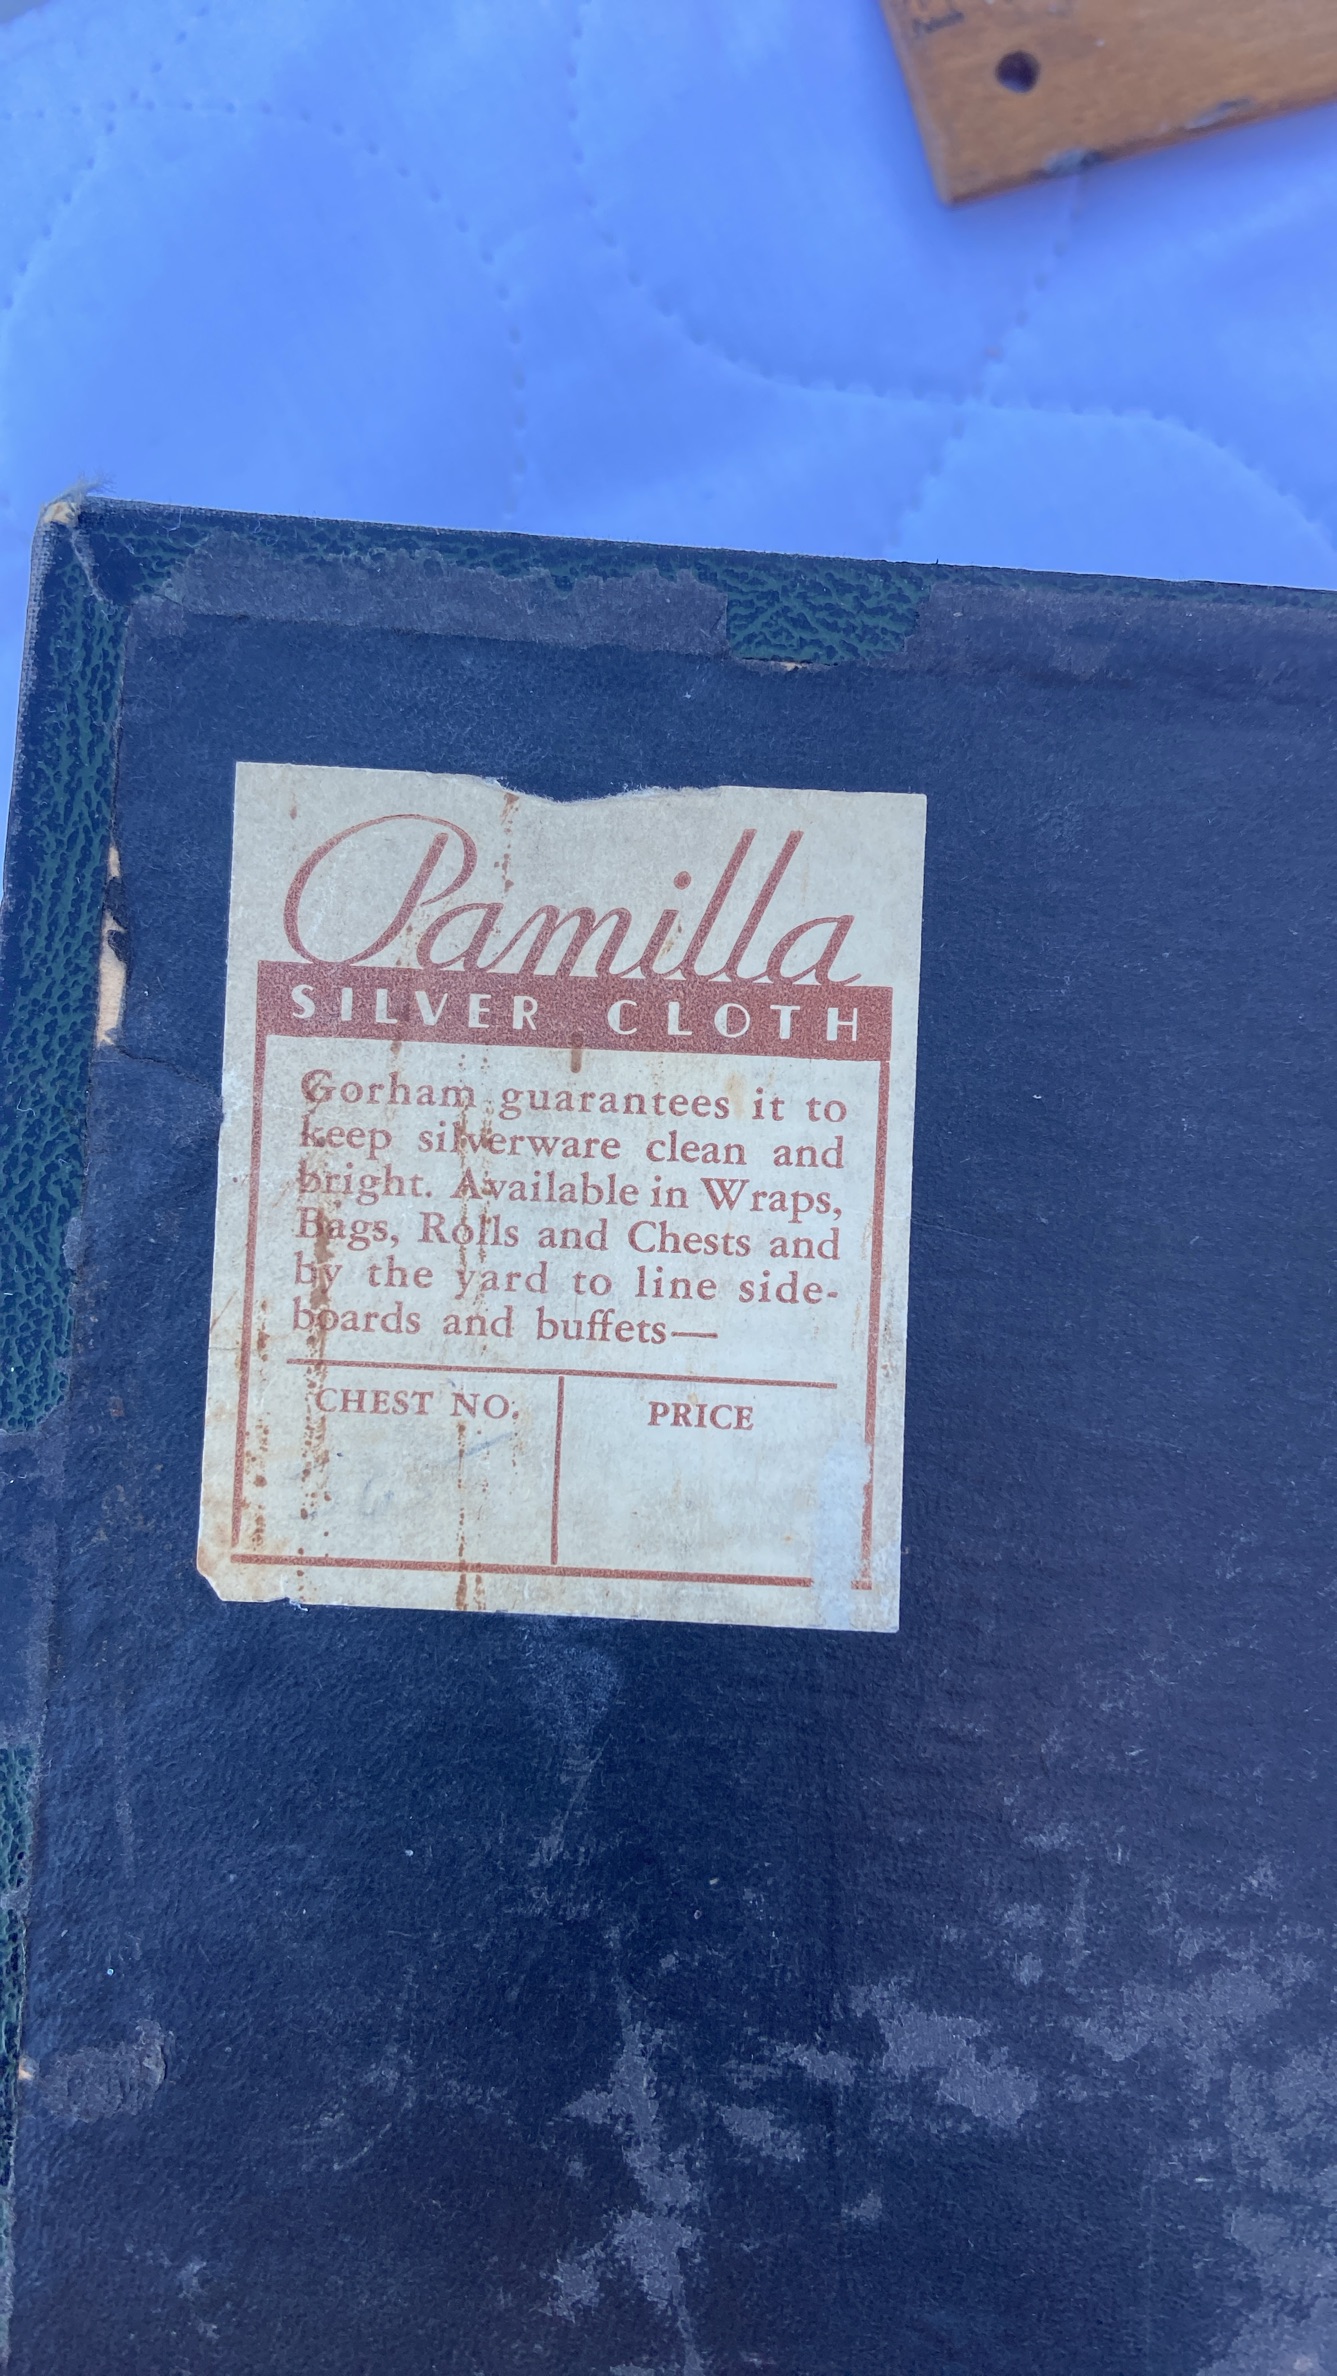 Pamilla
SILVER CLOTH
Gorham guarantees it to
keep silverware clean and
bright. Available in Wraps,
Bags, Rolls and Chests and
by the yard to line side-
boards and buffets—
CHEST NO. PRICE